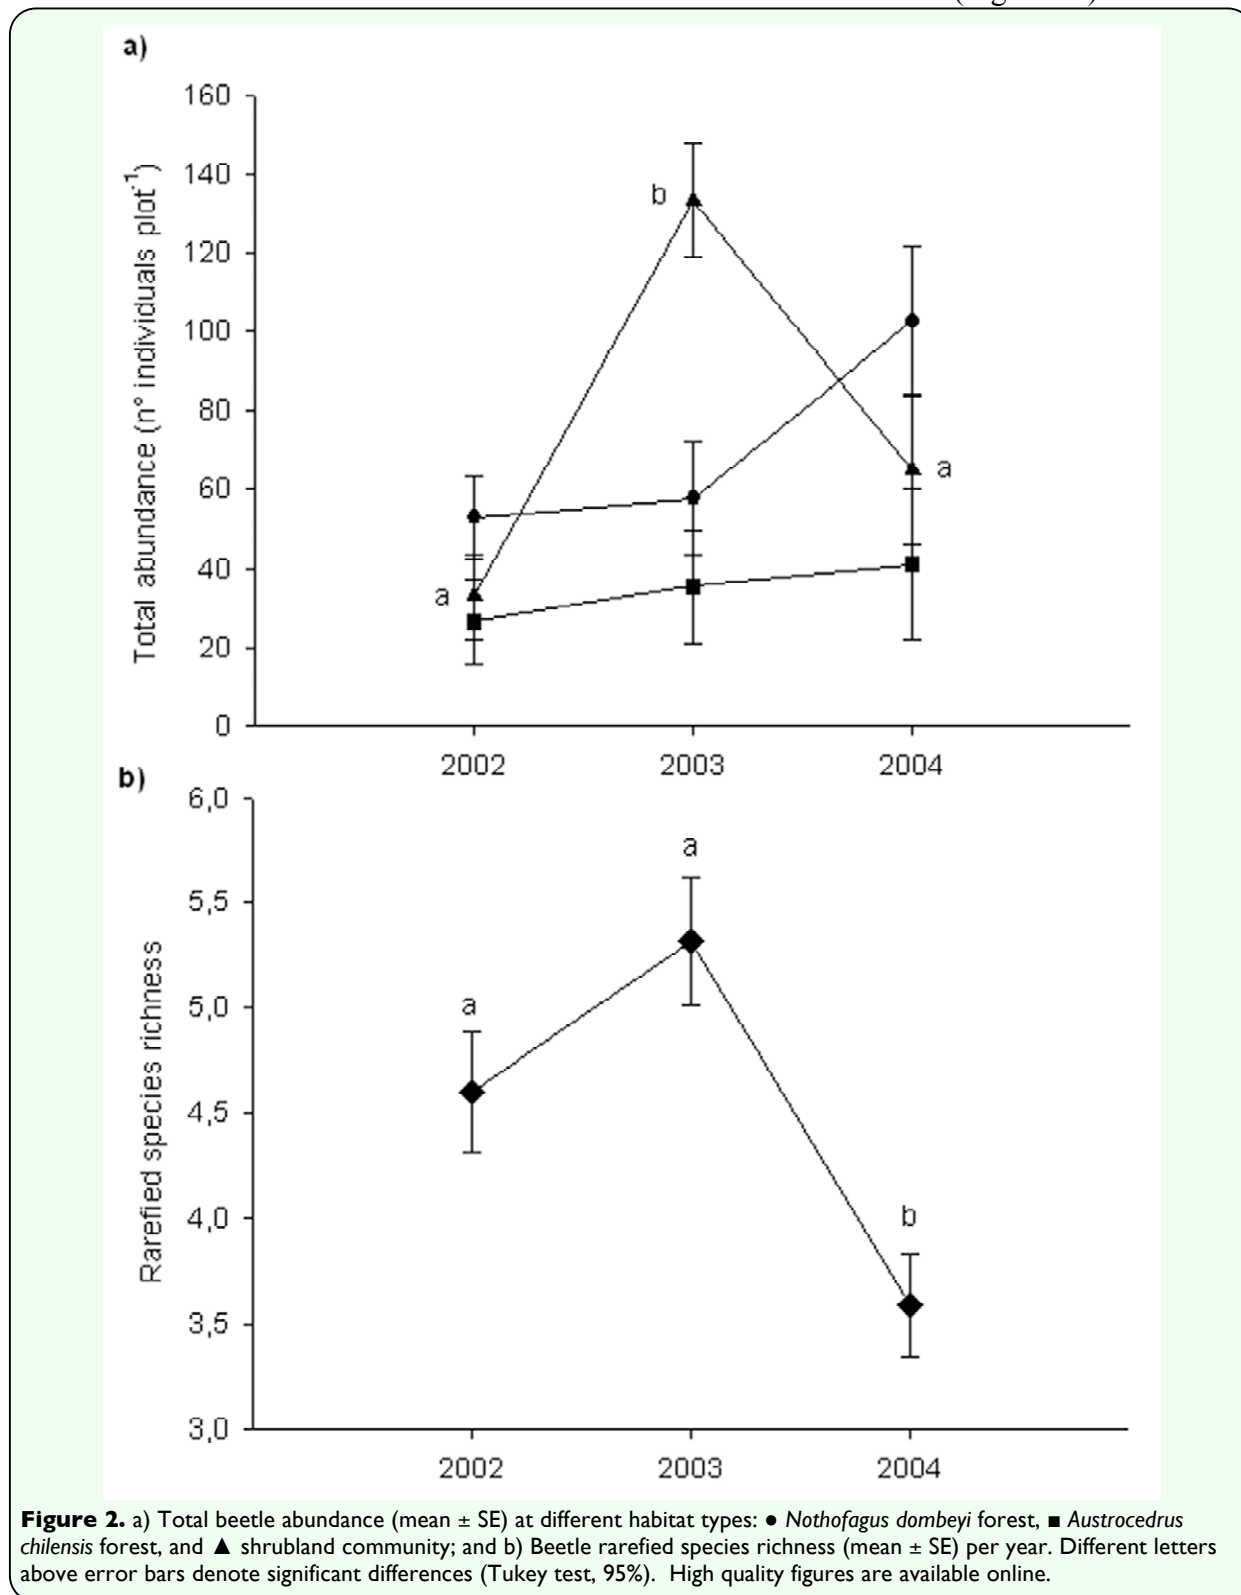 a)
160
140
120
100
80
60
40
20
0
Total abundance (n° individuals plot⁻¹)
b
a
a
2002 2003 2004
b)
6,0
5,5
5,0
4,5
4,0
3,5
3,0
Rarefied species richness
a
a
b
2002 2003 2004
Figure 2. a) Total beetle abundance (mean ± SE) at different habitat types: ● Nothofagus dombeyi forest, ■ Austrocedrus
chilensis forest, and ▲ shrubland community; and b) Beetle rarefied species richness (mean ± SE) per year. Different letters
above error bars denote significant differences (Tukey test, 95%). High quality figures are available online.